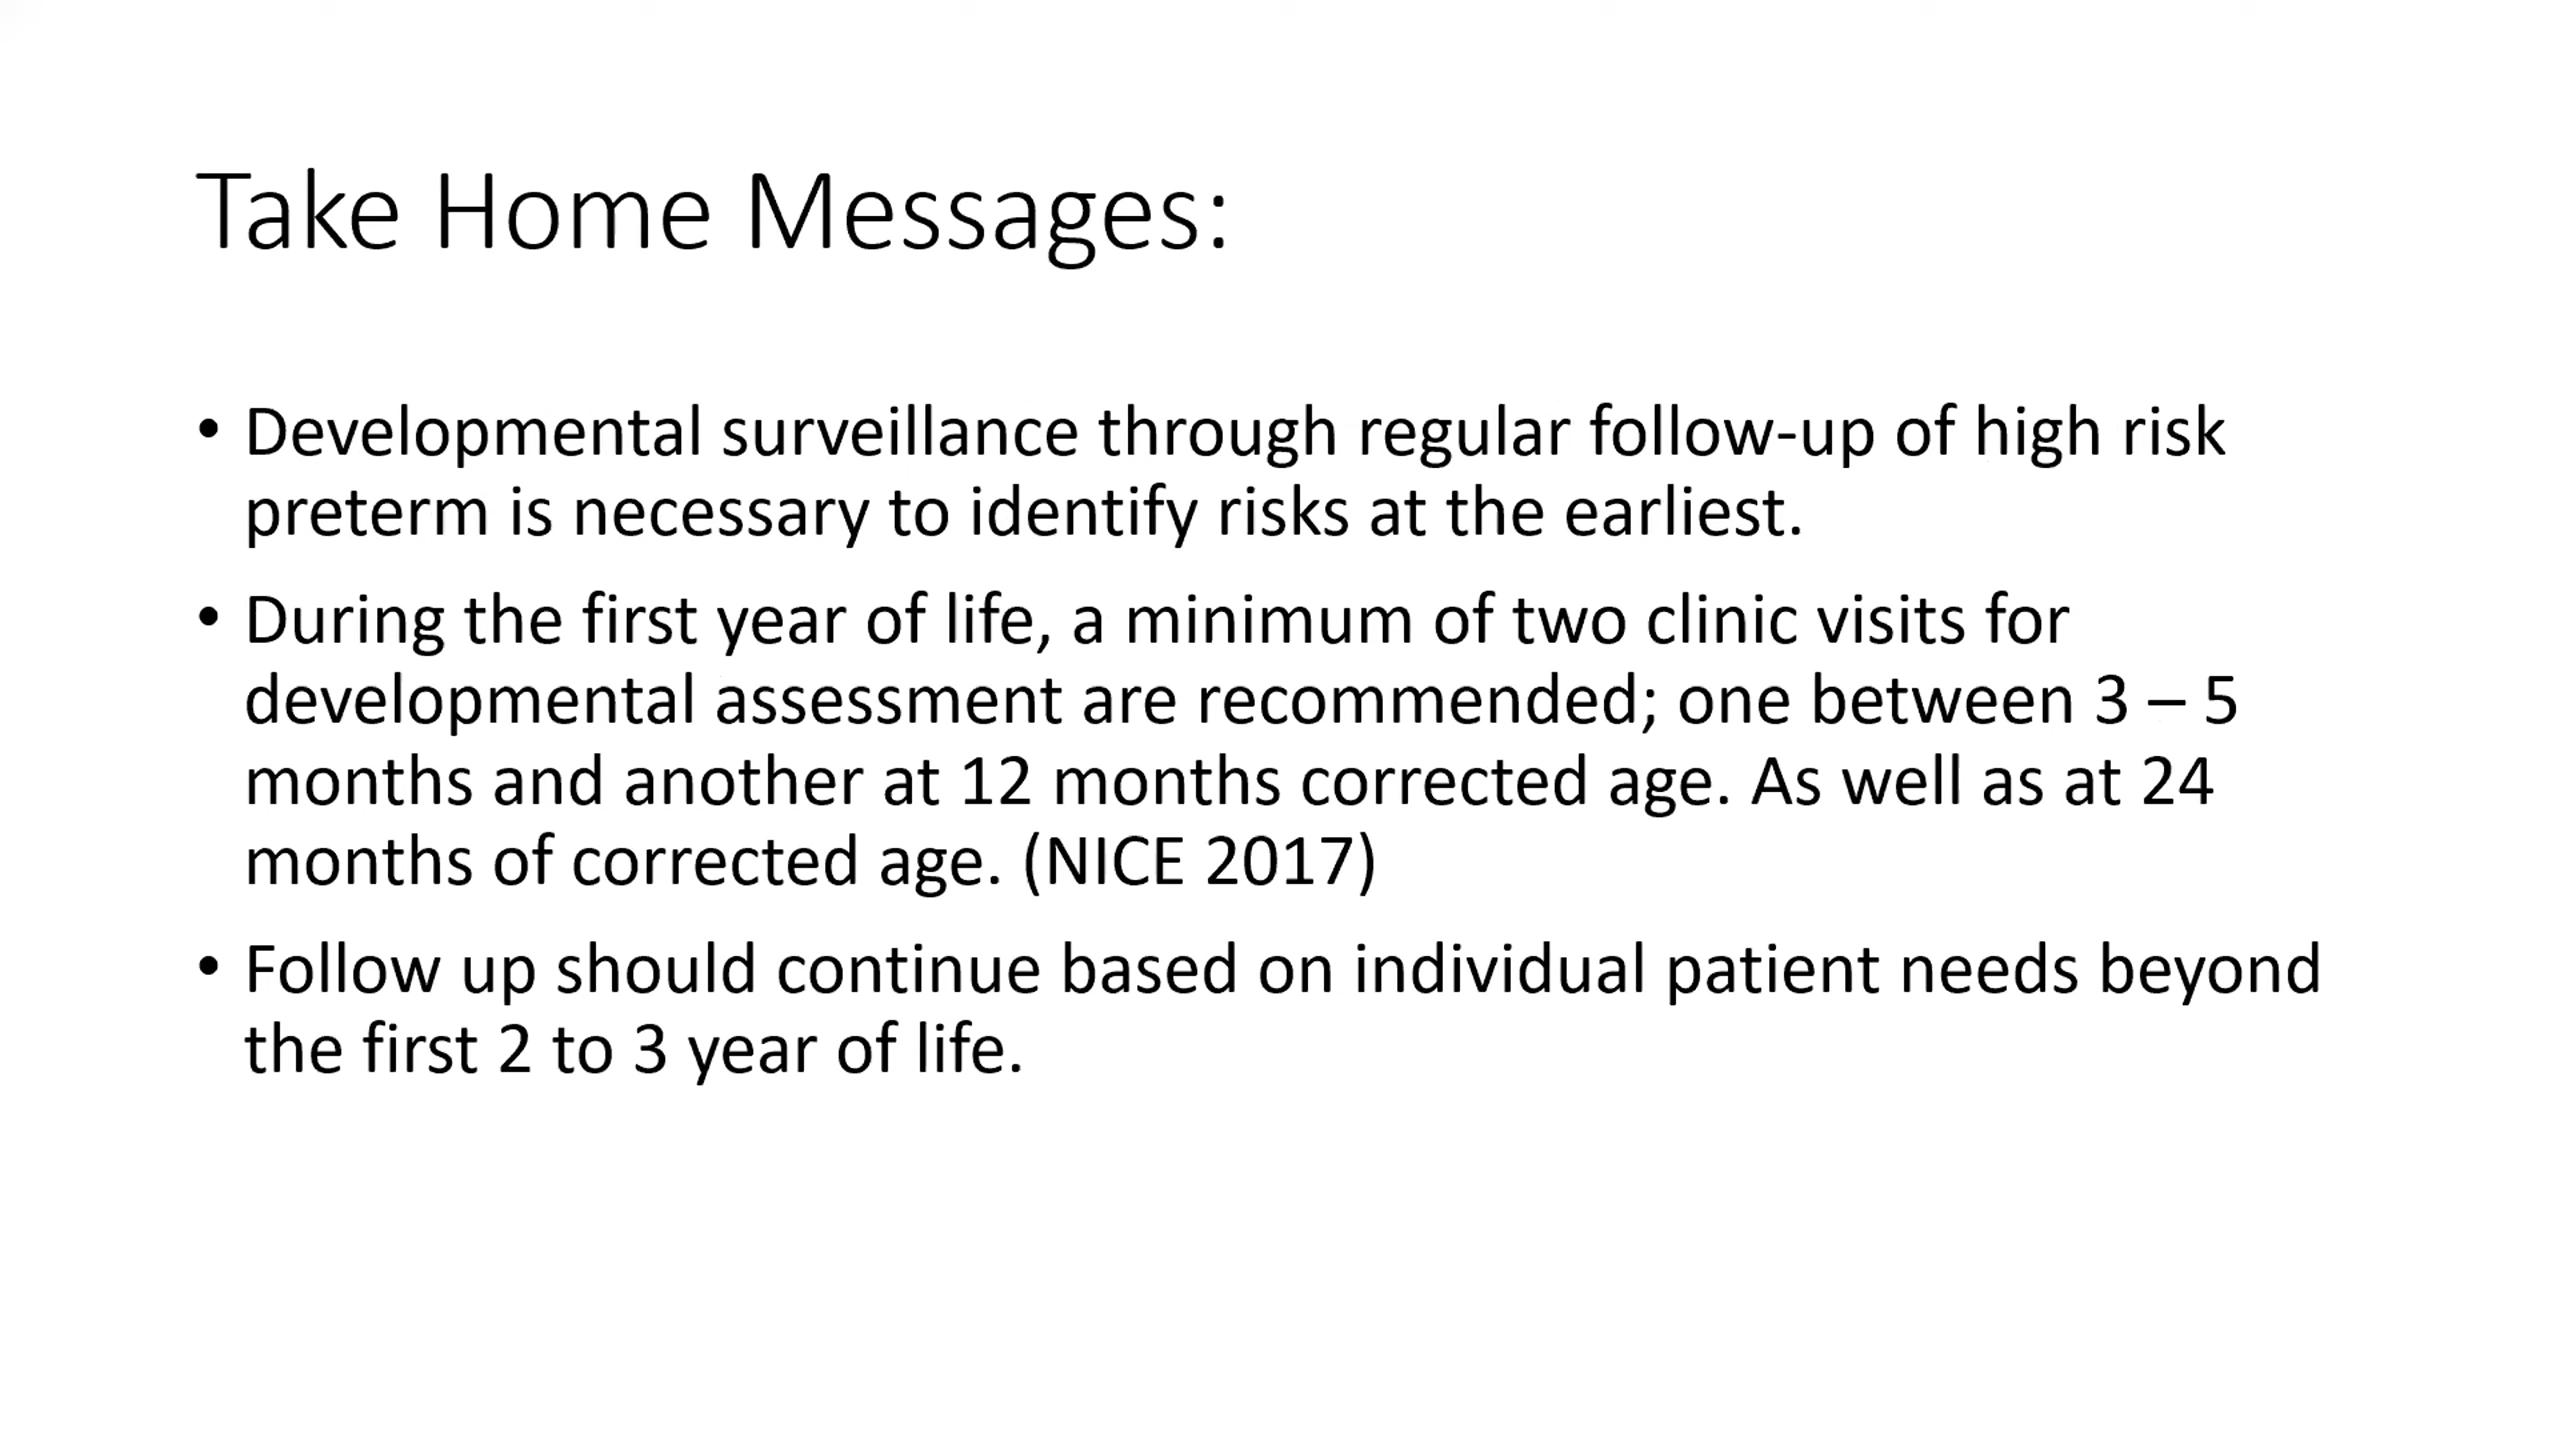 Take Home Messages:
• Developmental surveillance through regular follow-up of high risk
preterm is necessary to identify risks at the earliest.
• During the first year of life, a minimum of two clinic visits for
developmental assessment are recommended; one between 3 – 5
months and another at 12 months corrected age. As well as at 24
months of corrected age. (NICE 2017)
• Follow up should continue based on individual patient needs beyond
the first 2 to 3 year of life.